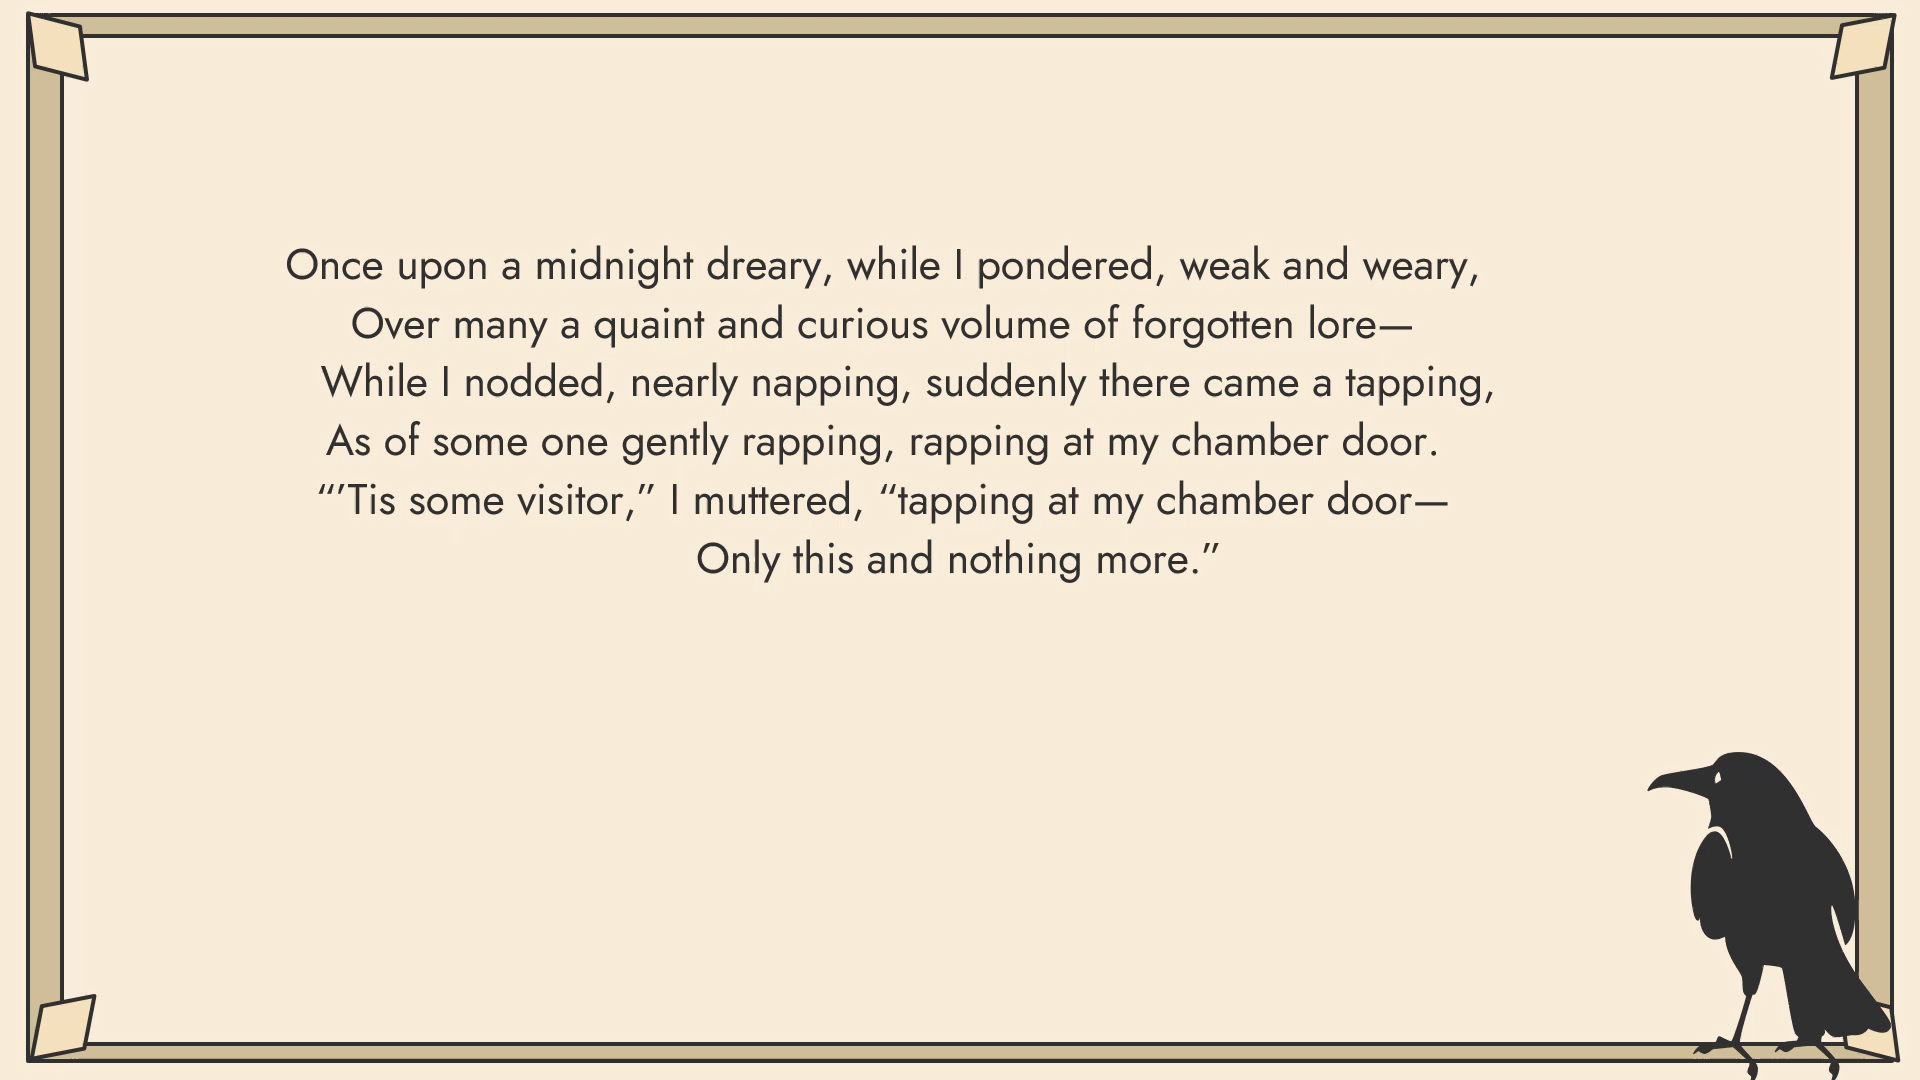 Once upon a midnight dreary, while I pondered, weak and weary,
Over many a quaint and curious volume of forgotten lore—
While I nodded, nearly napping, suddenly there came a tapping,
As of some one gently rapping, rapping at my chamber door.
“’Tis some visitor,” I muttered, “tapping at my chamber door—
Only this and nothing more.”